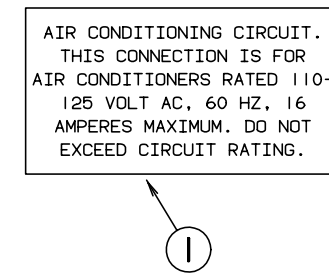 AIR CONDITIONING CIRCUIT.
THIS CONNECTION IS FOR
AIR CONDITIONERS RATED 110-
125 VOLT AC, 60 HZ, 16
AMPERES MAXIMUM. DO NOT
EXCEED CIRCUIT RATING.
1